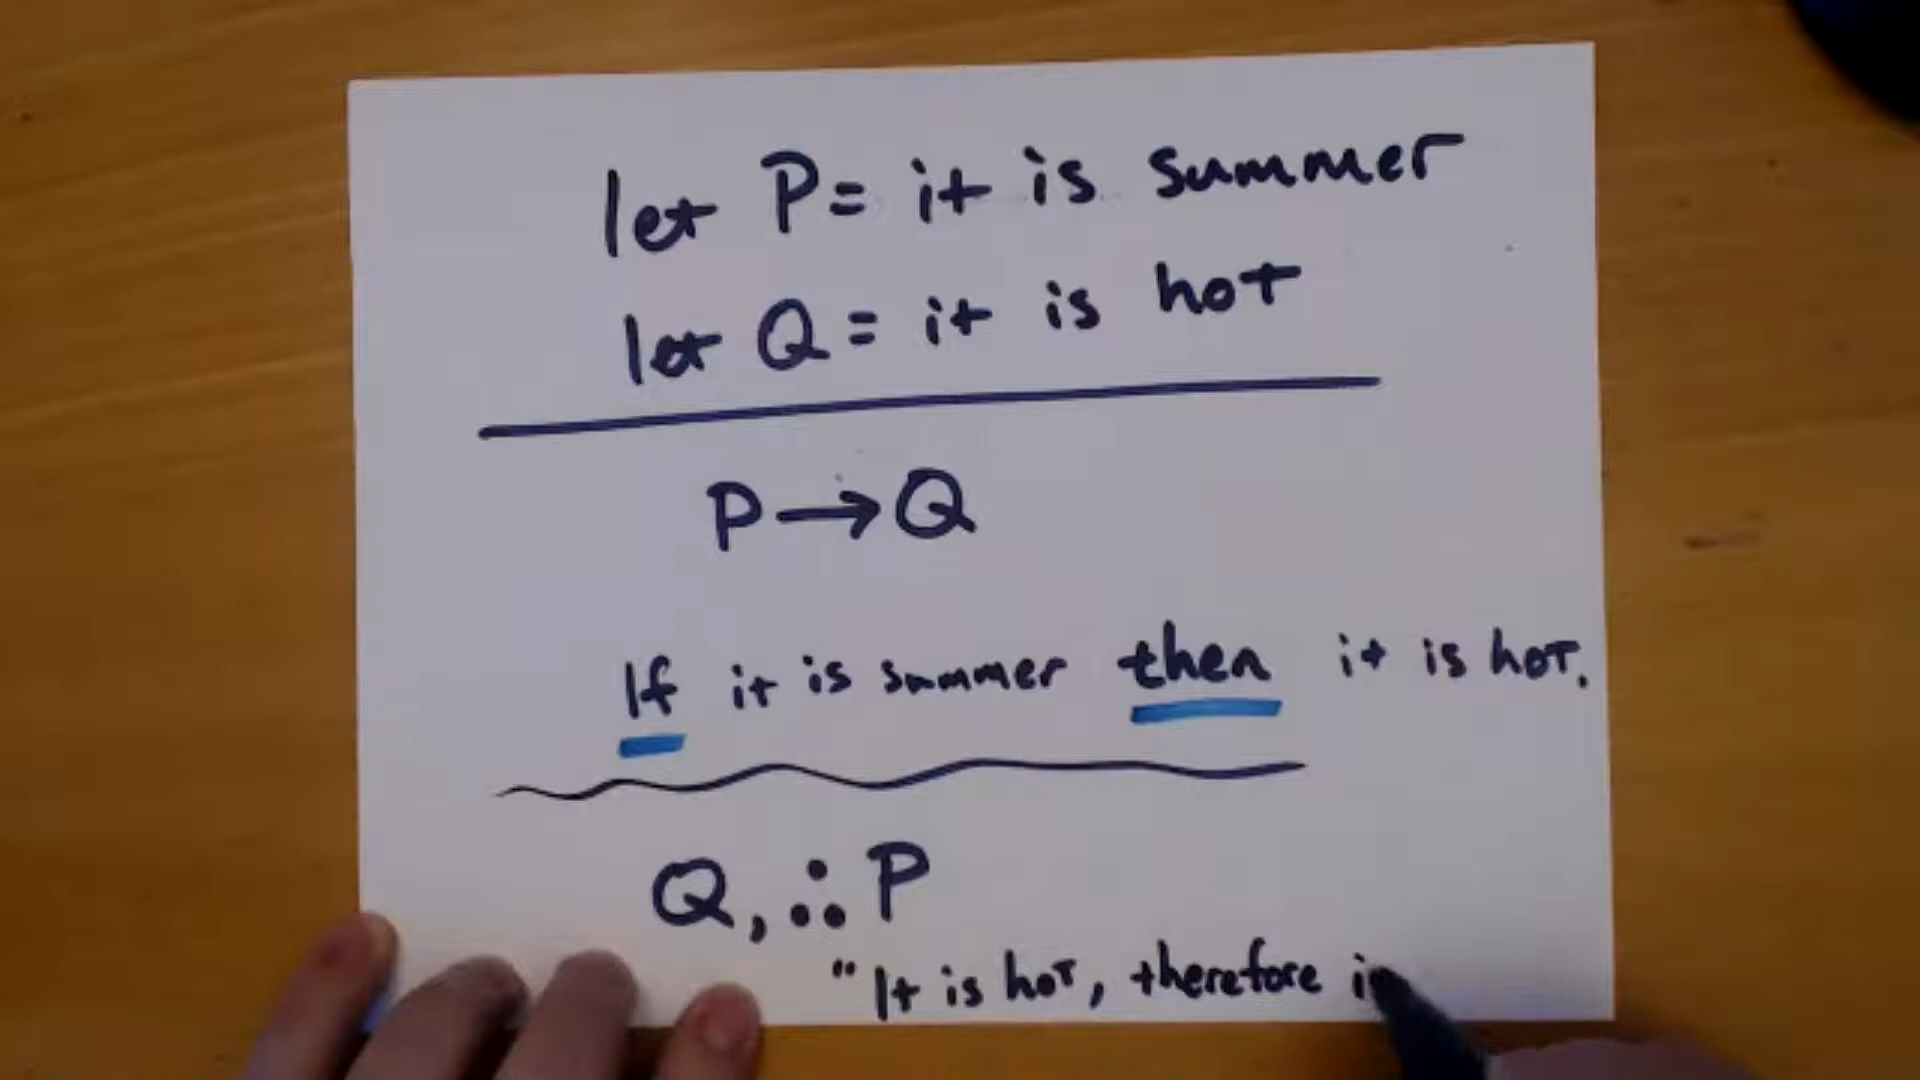 let P = it is summer
let Q = it is hot
P → Q
If it is summer then it is hot.
Q, ∴ P
"It is hot, therefore i